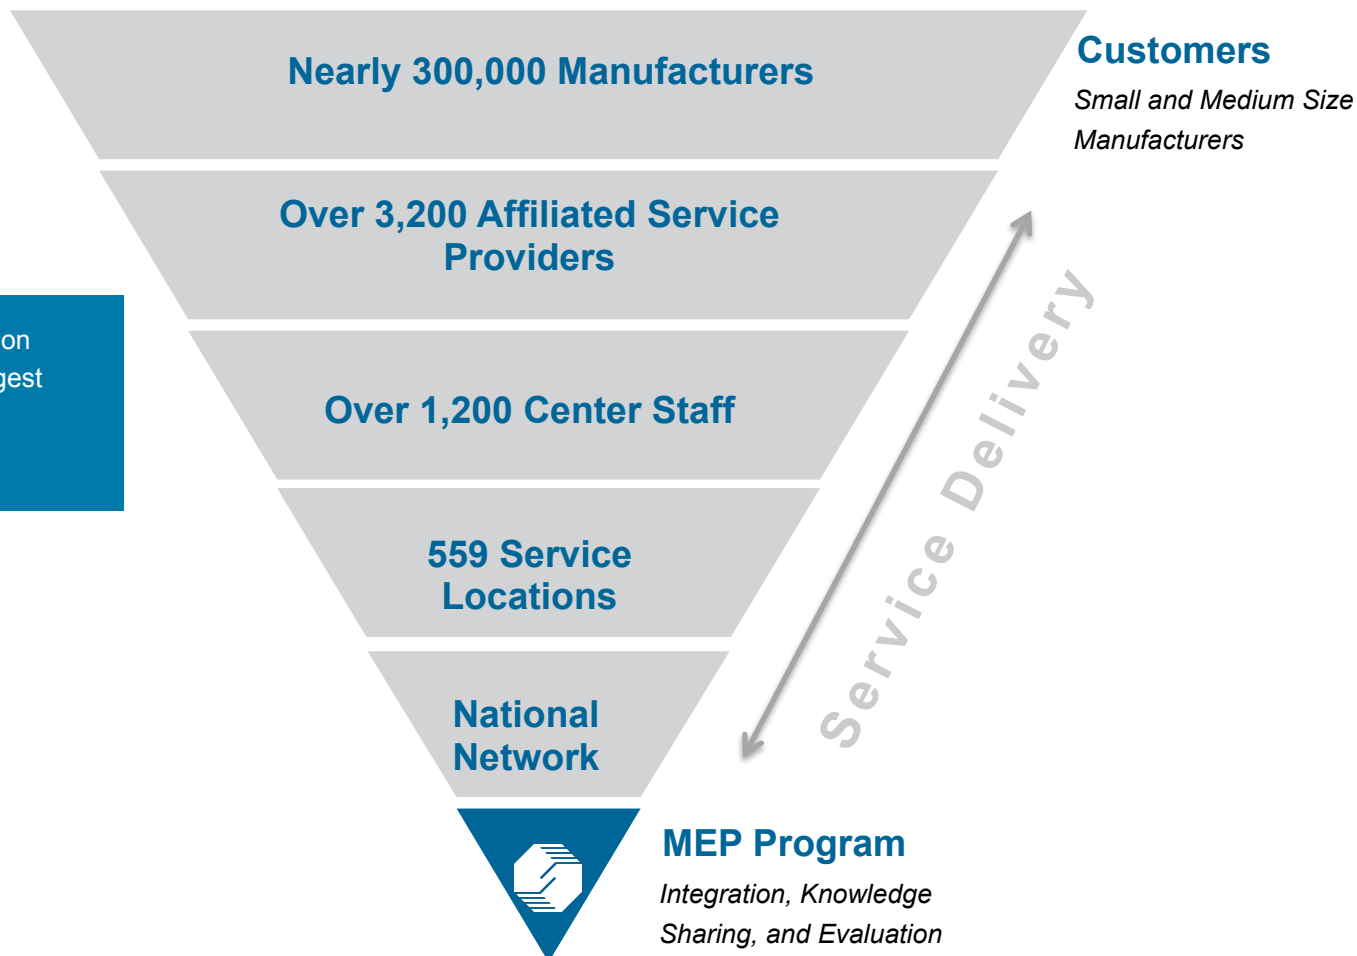 Nearly 300,000 Manufacturers
Customers
Small and Medium Size
Manufacturers
Over 3,200 Affiliated Service
Providers
on
gest
Over 1,200 Center Staff
Service Delivery
559 Service
Locations
National
Network
MEP Program
Integration, Knowledge
Sharing, and Evaluation